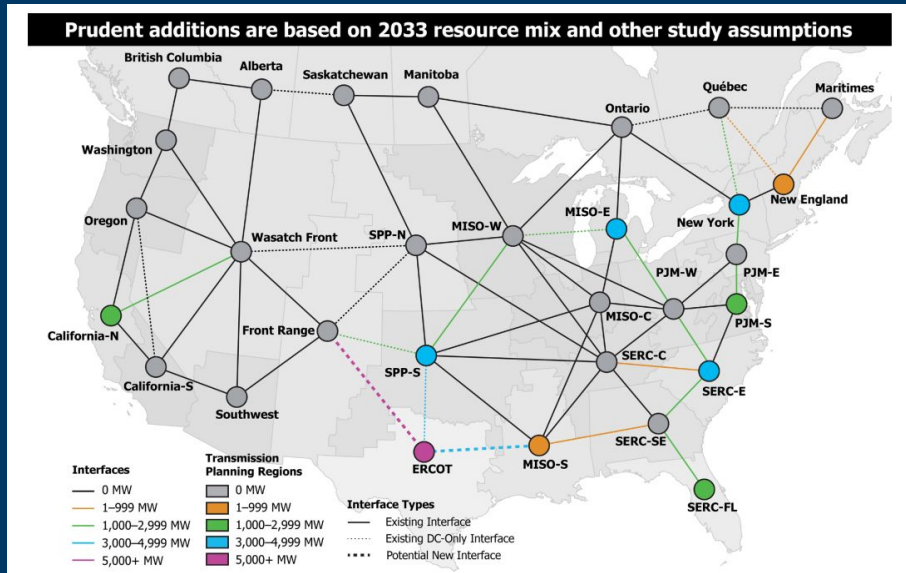 Prudent additions are based on 2033 resource mix and other study assumptions
British Columbia
Alberta
Saskatchewan
Manitoba
Québec
Maritimes
Ontario
Washington
Oregon
Wasatch Front
SPP-N
MISO-W
MISO-E
New York
New England
PJM-W
PJM-E
California-N
Front Range
MISO-C
PJM-S
California-S
Southwest
SPP-S
SERC-C
SERC-E
ERCOT
MISO-S
SERC-SE
SERC-FL
Interfaces
0 MW
1–999 MW
1,000–2,999 MW
3,000–4,999 MW
5,000+ MW
Transmission
Planning Regions
0 MW
1–999 MW
1,000–2,999 MW
3,000–4,999 MW
5,000+ MW
Interface Types
Existing Interface
Existing DC-Only Interface
Potential New Interface